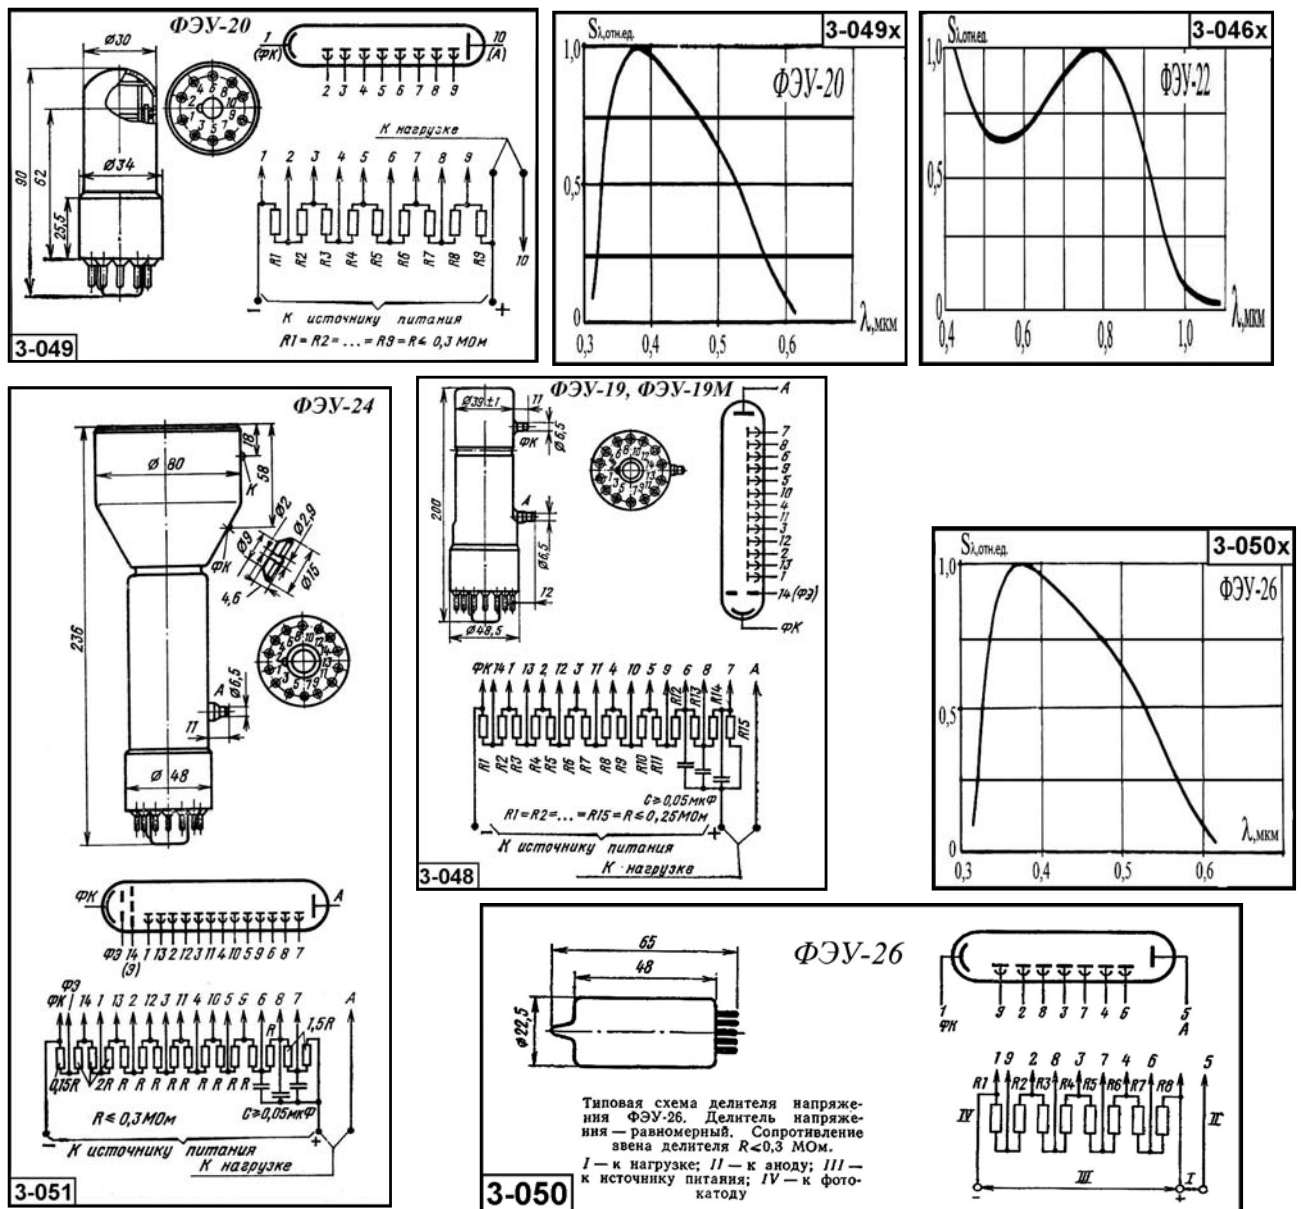 ФЭУ-20
Ø30
1
(ФК)
10
(А)
2 3 4 5 6 7 8 9
90
62
25,5
Ø34
К нагрузке
1 2 3 4 5 6 7 8 9
R1 R2 R3 R4 R5 R6 R7 R8 R9
10
- +
К источнику питания
R1 = R2 = ... = R9 = R ≤ 0,3 МОм
3-049
Sλ,отн.ед.
3-049х
ФЭУ-20
1,0
0,5
0
λ,мкм
0,3 0,4 0,5 0,6
Sλ,отн.ед.
3-046х
ФЭУ-22
1,0
0,5
0
λ,мкм
0,4 0,6 0,8 1,0
ФЭУ-24
18
58
Ø 80
К
ФК
Ø2
Ø2,9
Ø9
Ø15
4,6
236
А
Ø6,5
11
Ø 48
ФК
А
ФЭ 14 1 13 2 12 3 11 4 10 5 9 6 8 7
(Э)
ФЭ
ФК 14 1 13 2 12 3 11 4 10 5 6 8 7 А
R 1,5R
0,15R 2R R R R R R R R R R
R ≤ 0,3 МОм
C ≥ 0,05 мкФ
- +
К источнику питания
К нагрузке
3-051
ФЭУ-19, ФЭУ-19М
Ø39±1
11
ФК
Ø6,5
200
А
Ø6,5
12
Ø48,5
А
7
8
6
9
5
10
4
11
3
12
2
13
1
14 (ФЭ)
ФК
ФК 14 1 13 2 12 3 11 4 10 5 9 6 8 7 А
R12 R13 R14 R15
R1 R2 R3 R4 R5 R6 R7 R8 R9 R10 R11
C ≥ 0,05 мкФ
R1 = R2 = ... = R15 = R ≤ 0,25 МОм
- +
К источнику питания
К нагрузке
3-048
Sλ,отн.ед.
3-050х
ФЭУ-26
1,0
0,5
0
λ,мкм
0,3 0,4 0,5 0,6
65
48
Ø22,5
ФЭУ-26
1
ФК
9 2 8 3 7 4 6
5
А
1 9 2 8 3 7 4 6 5
R1 R2 R3 R4 R5 R6 R7 R8
IV
II
III
I
- +
Типовая схема делителя напряже-
ния ФЭУ-26. Делитель напряже-
ния — равномерный. Сопротивление
звена делителя R<0,3 МОм.
I — к нагрузке; II — к аноду; III —
к источнику питания; IV — к фото-
катоду
3-050